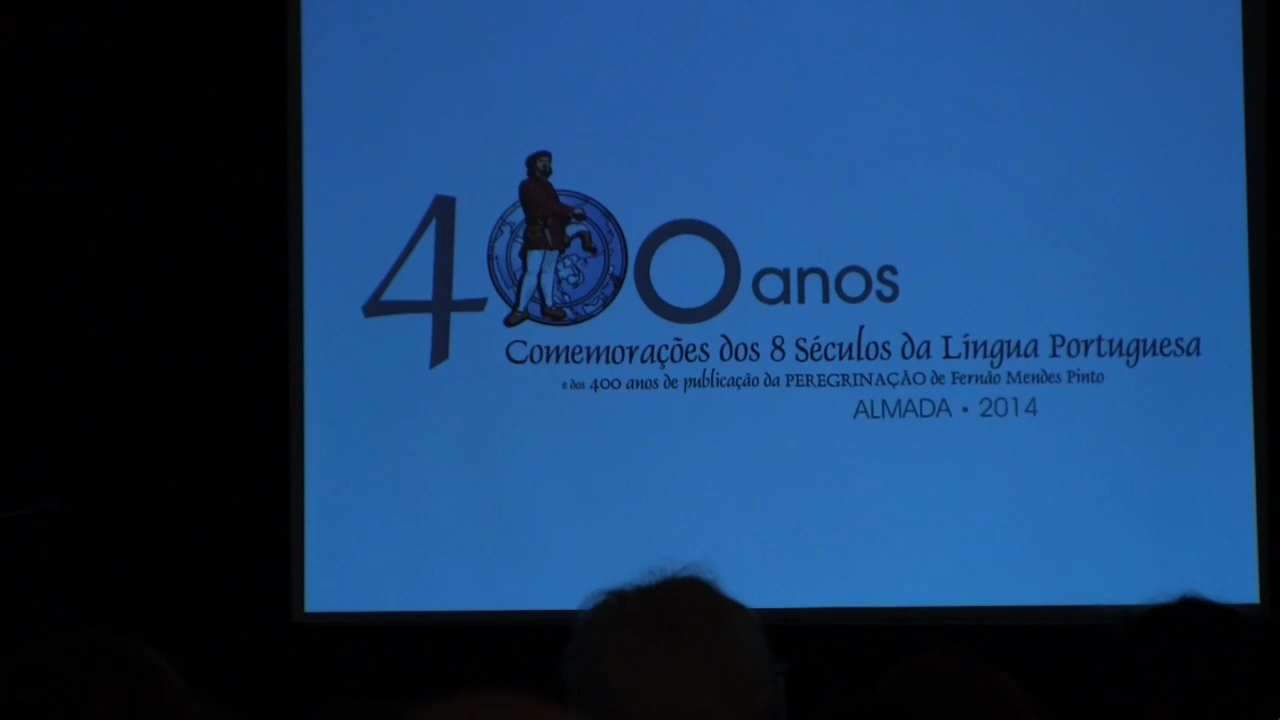 400 anos
Comemorações dos 8 Séculos da Língua Portuguesa
e dos 400 anos de publicação da PEREGRINAÇÃO de Fernão Mendes Pinto
ALMADA • 2014